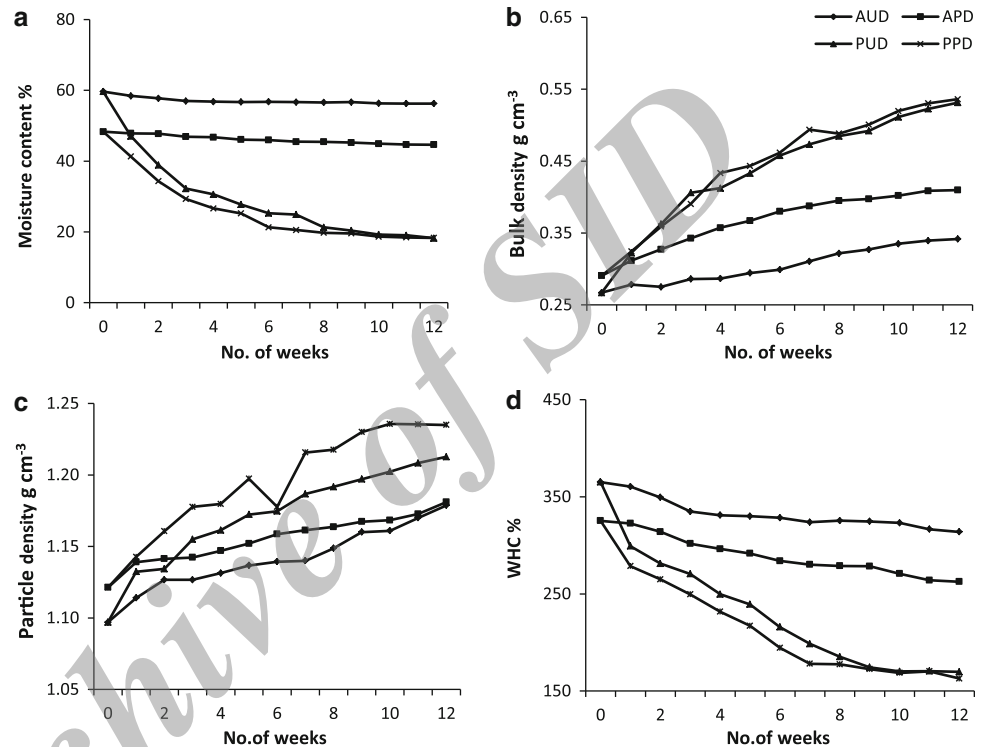 a
80
60
40
20
0
Moisture content %
0 2 4 6 8 10 12
No. of weeks
b
AUD APD
PUD PPD
0.65
0.55
0.45
0.35
0.25
Bulk density g cm-3
0 2 4 6 8 10 12
No. of weeks
c
1.25
1.20
1.15
1.10
1.05
Particle density g cm-3
0 2 4 6 8 10 12
No.of weeks
d
450
350
250
150
WHC %
0 2 4 6 8 10 12
No.of weeks
hive of SID